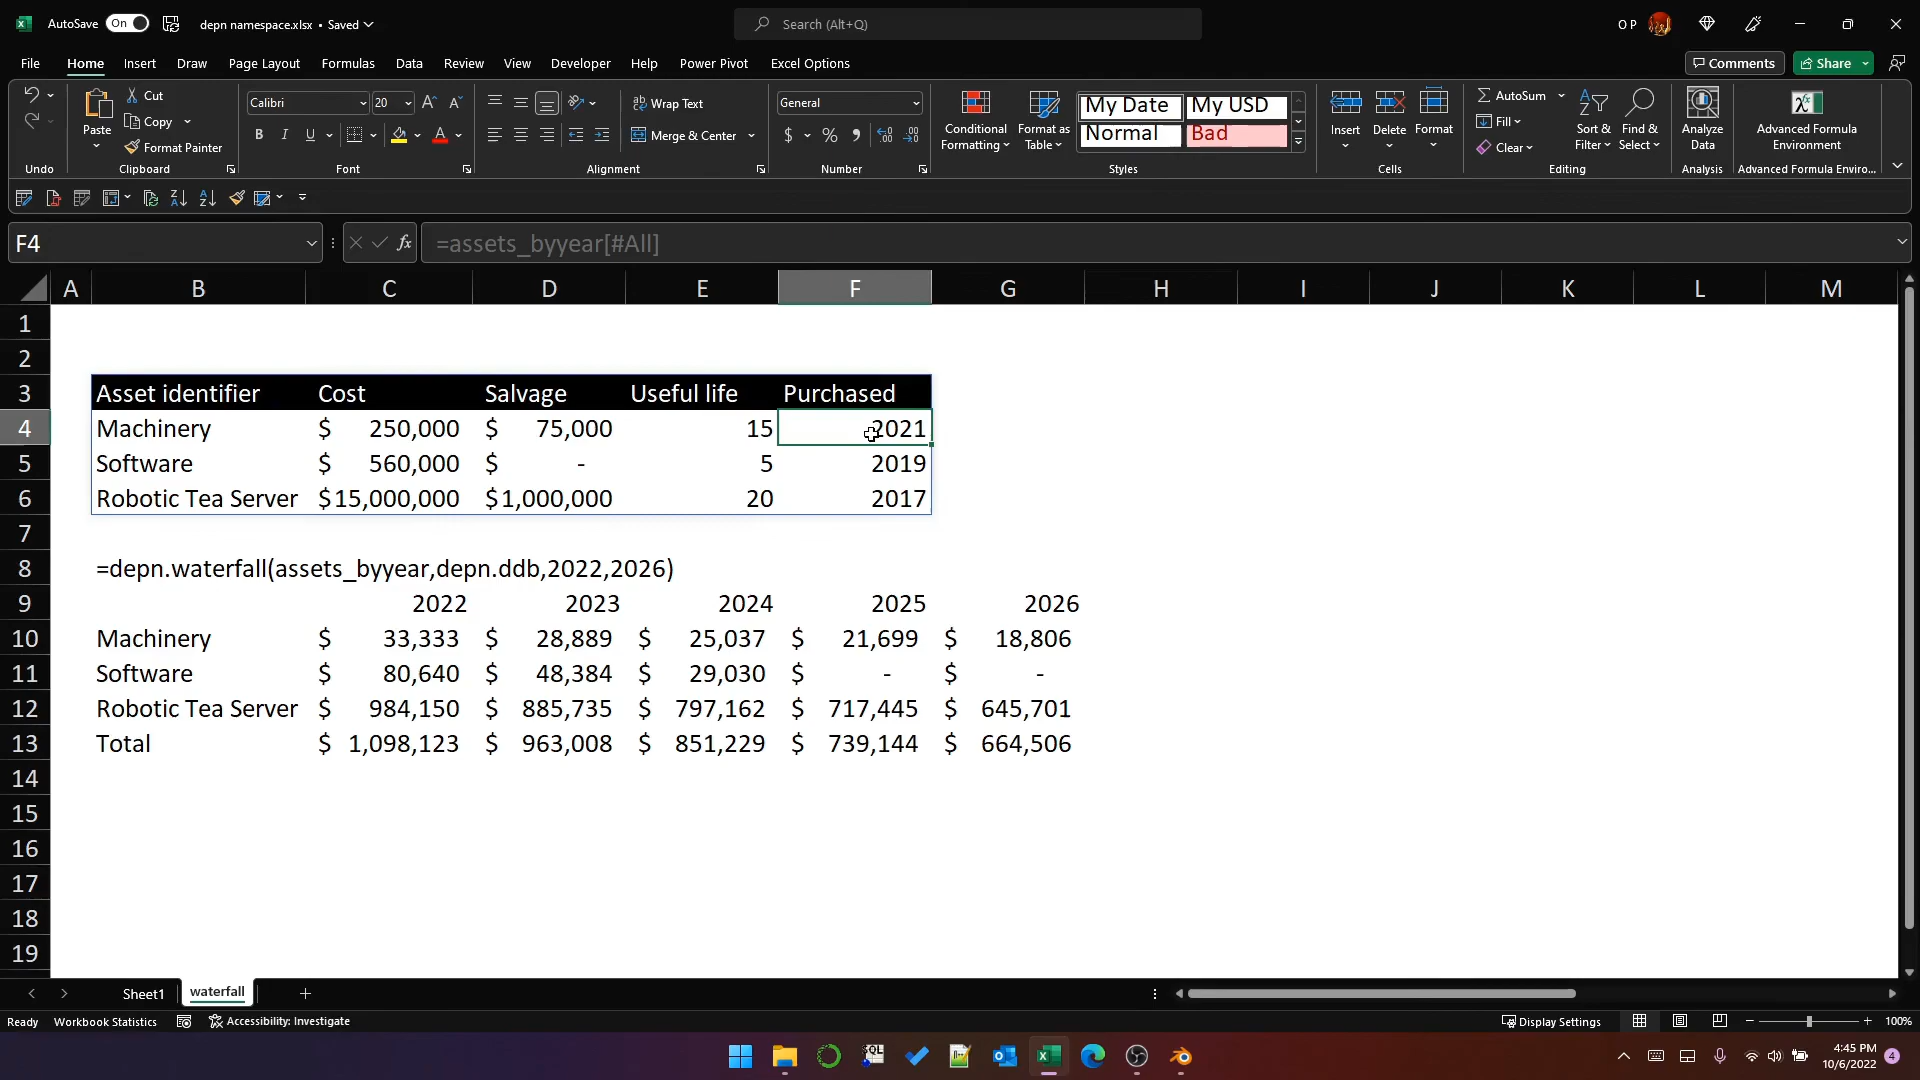 AutoSave On depn namespace.xlsx • Saved Search (Alt+Q) O P
File Home Insert Draw Page Layout Formulas Data Review View Developer Help Power Pivot Excel Options Comments Share
Paste Cut
Copy
Format Painter
Calibri 20
B I U A
Wrap Text
Merge & Center
General
$ % ,
Conditional Formatting Format as Table
My Date My USD
Normal Bad
Insert Delete Format
AutoSum
Fill
Clear
Sort & Filter Find & Select
Analyze Data
Advanced Formula Environment
Undo Clipboard Font Alignment Number Styles Cells Editing Analysis Advanced Formula Enviro...
F4 fx =assets_byyear[#All]
A B C D E F G H I J K L M
1
2
3 Asset identifier Cost Salvage Useful life Purchased
4 Machinery $ 250,000 $ 75,000 15 2021
5 Software $ 560,000 $ - 5 2019
6 Robotic Tea Server $15,000,000 $1,000,000 20 2017
7
8 =depn.waterfall(assets_byyear,depn.ddb,2022,2026)
9 2022 2023 2024 2025 2026
10 Machinery $ 33,333 $ 28,889 $ 25,037 $ 21,699 $ 18,806
11 Software $ 80,640 $ 48,384 $ 29,030 $ - $ -
12 Robotic Tea Server $ 984,150 $ 885,735 $ 797,162 $ 717,445 $ 645,701
13 Total $ 1,098,123 $ 963,008 $ 851,229 $ 739,144 $ 664,506
14
15
16
17
18
19
Sheet1 waterfall
Ready Workbook Statistics Accessibility: Investigate Display Settings 100%
4:45 PM
10/6/2022 4